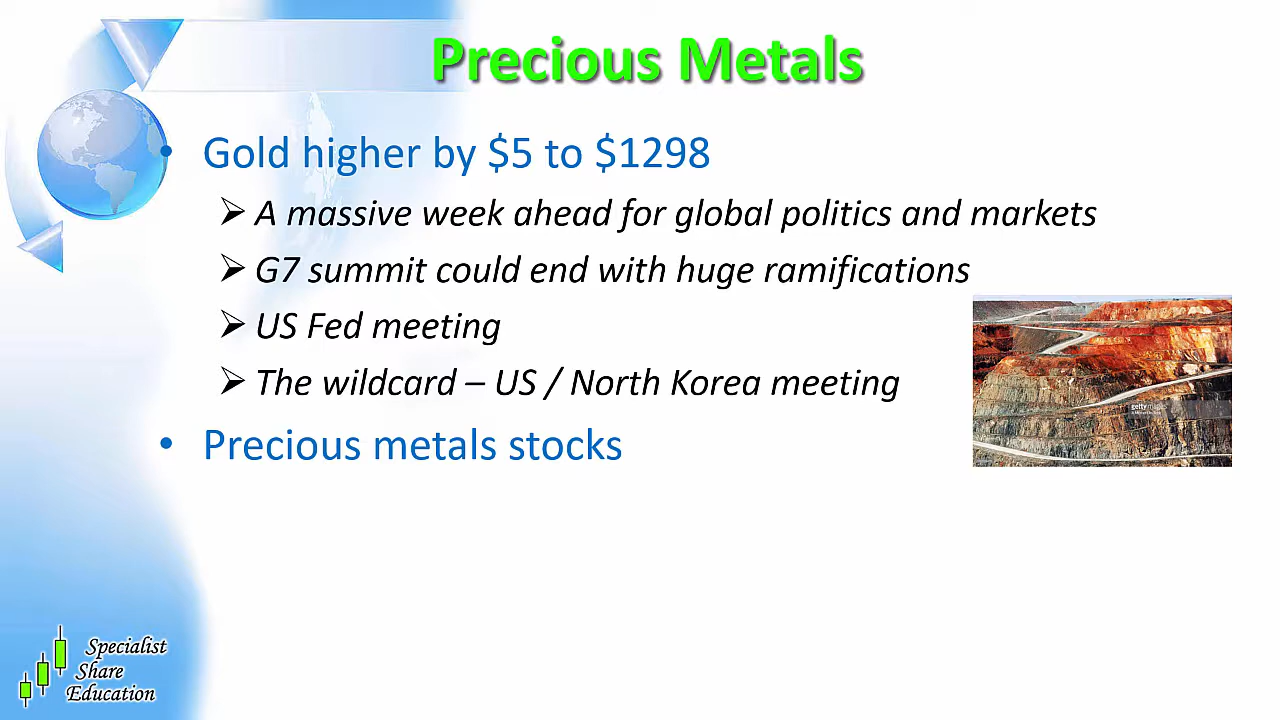 Precious Metals
• Gold higher by $5 to $1298
➢ A massive week ahead for global politics and markets
➢ G7 summit could end with huge ramifications
➢ US Fed meeting
➢ The wildcard – US / North Korea meeting
• Precious metals stocks
gettyimages
Specialist
Share
Education